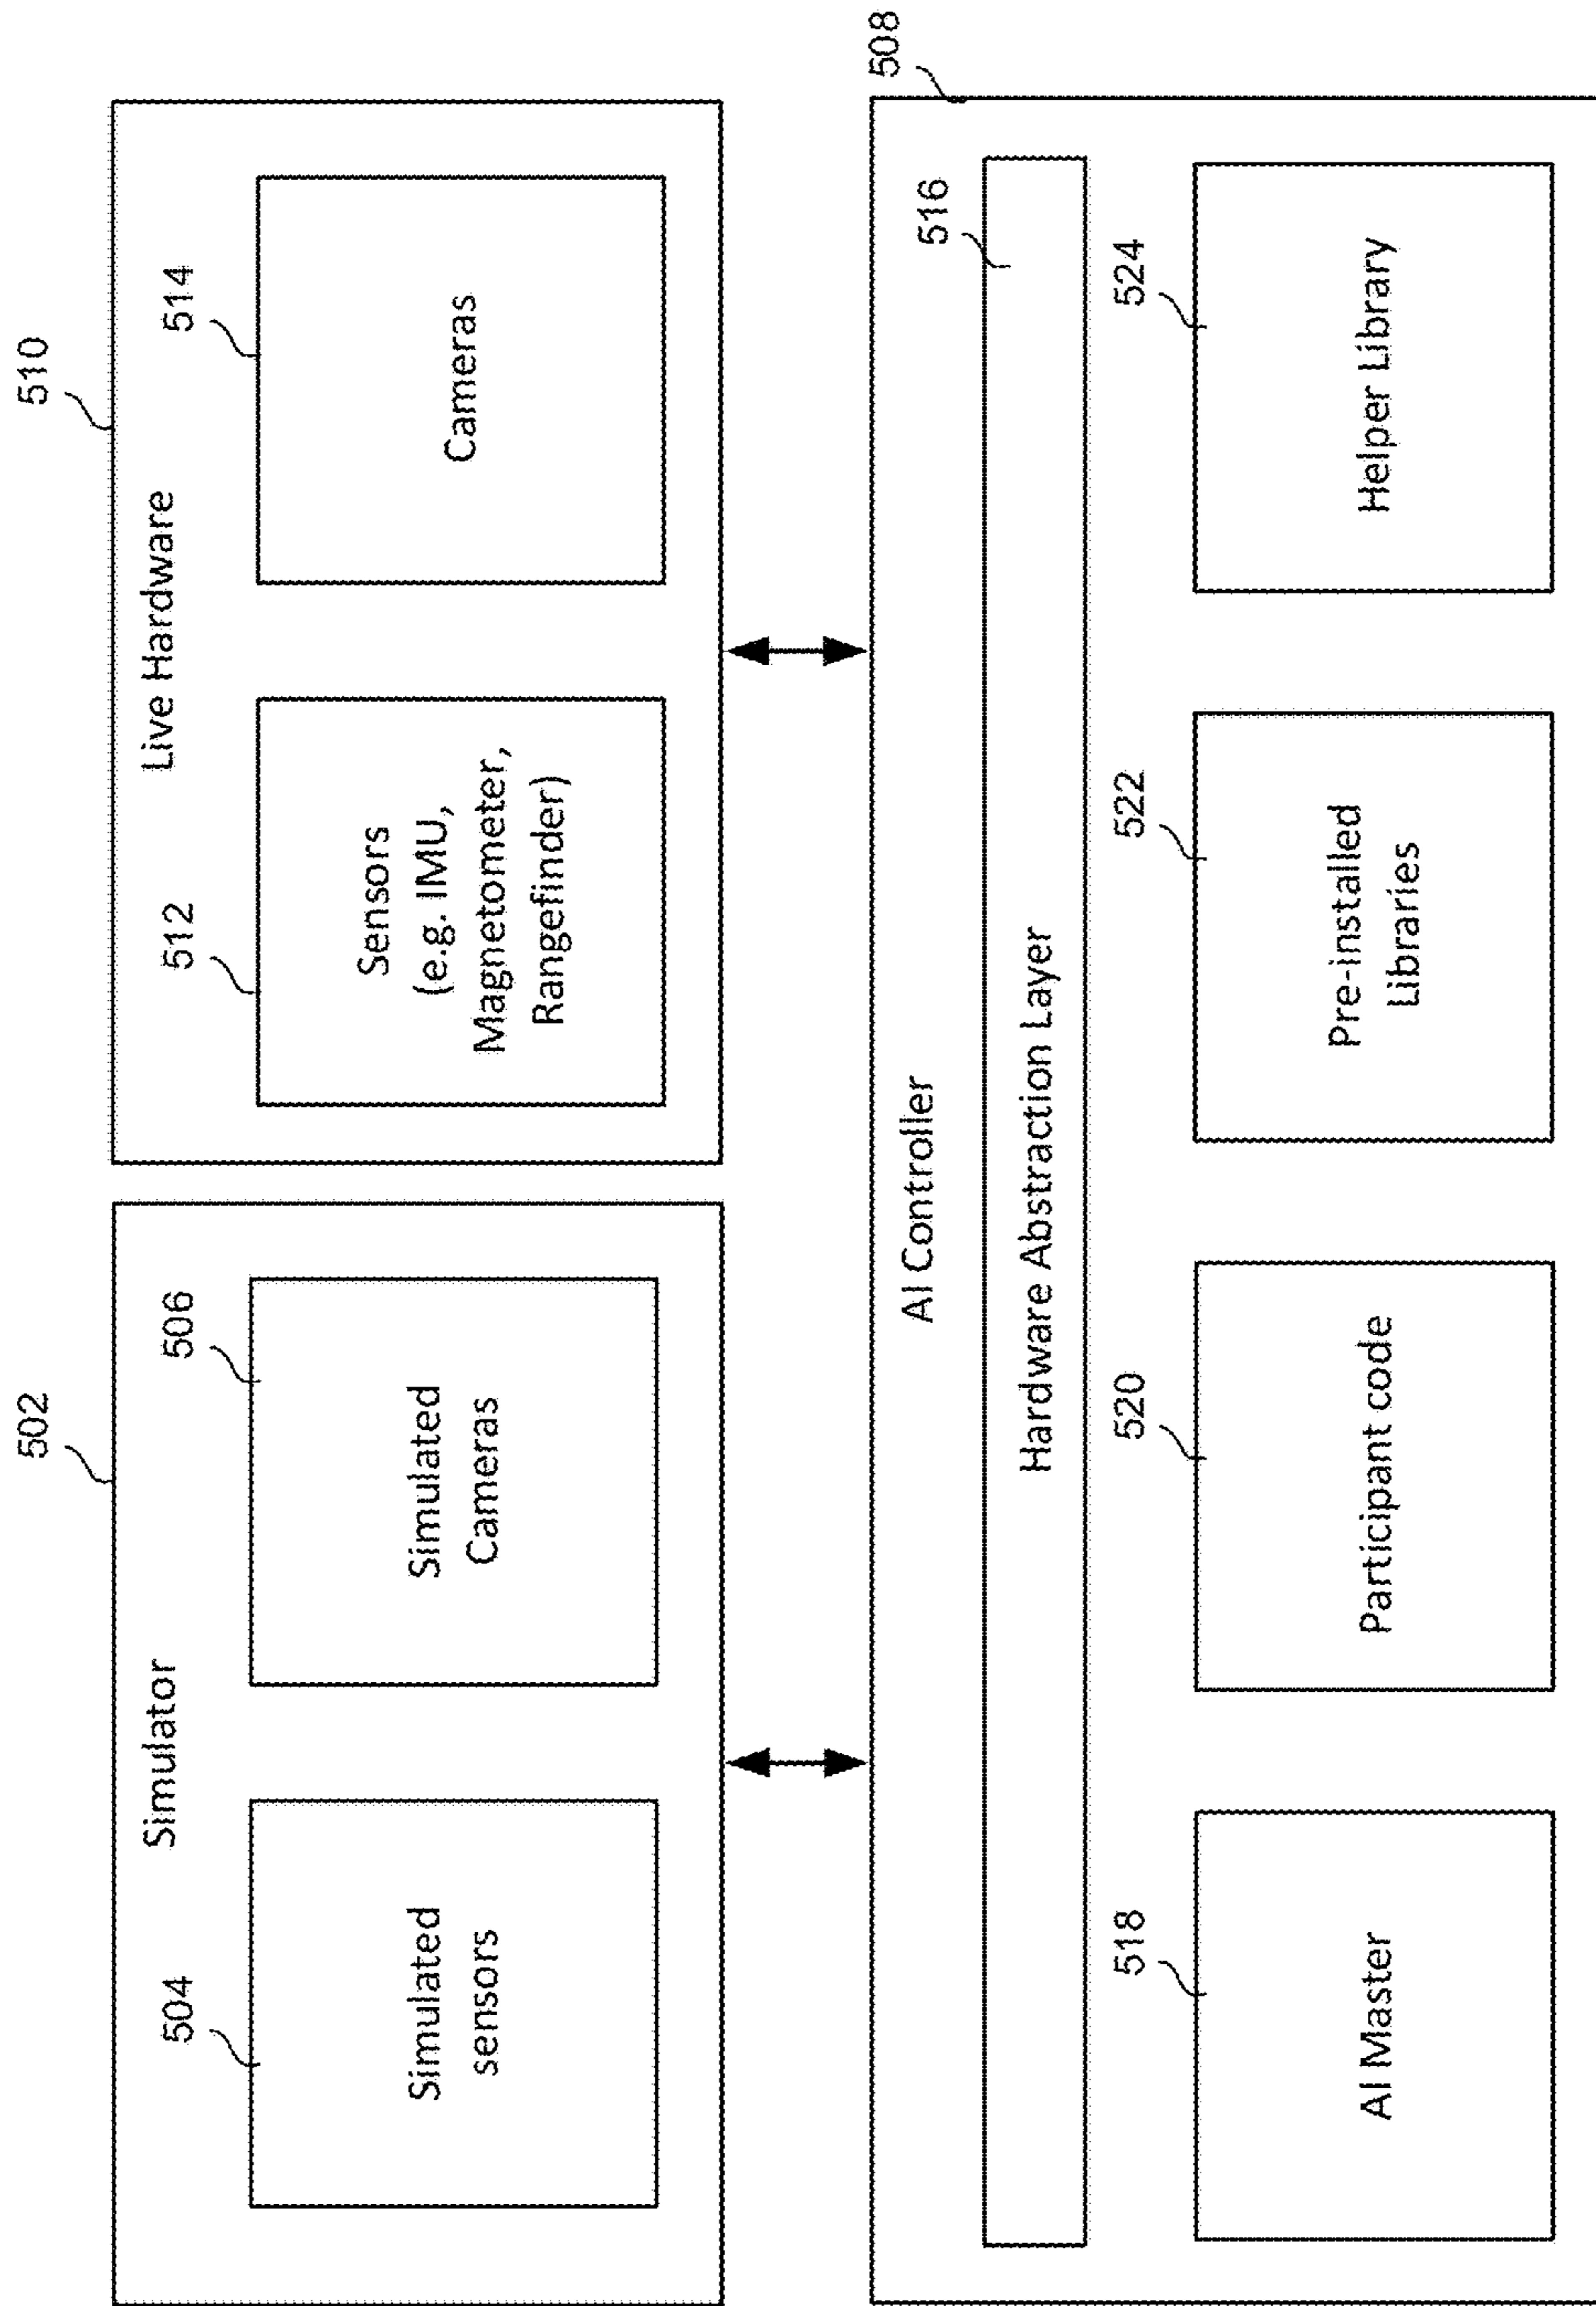 502
Simulator
504
Simulated
sensors
506
Simulated
Cameras
510
Live Hardware
512
Sensors
(e.g. IMU,
Magnetometer,
Rangefinder)
514
Cameras
508
AI Controller
516
Hardware Abstraction Layer
518
AI Master
520
Participant code
522
Pre-installed
Libraries
524
Helper Library